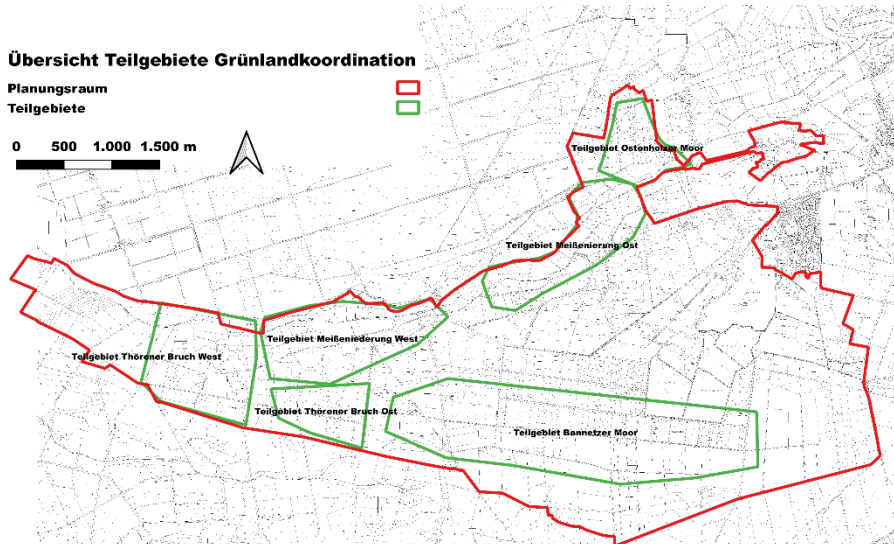 Übersicht Teilgebiete Grünlandkoordination
Planungsraum
Teilgebiete
0 500 1.000 1.500 m
Teilgebiet Ostenholzer Moor
Teilgebiet Meißenierung Ost
Teilgebiet Meißeniederung West
Teilgebiet Thörener Bruch West
Teilgebiet Thörener Bruch Ost
Teilgebiet Bannetzer Moor